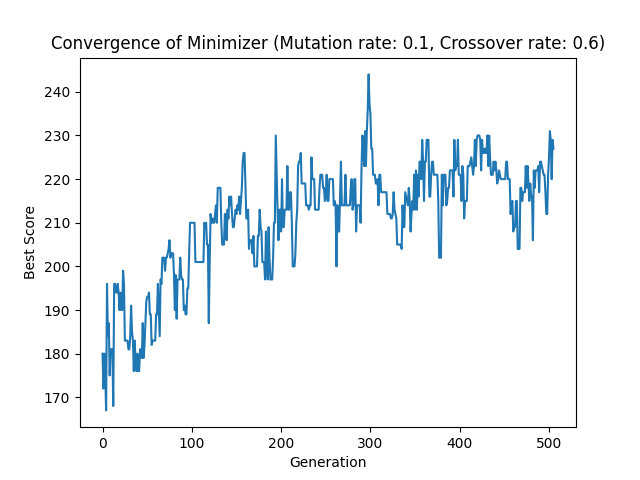 Convergence of Minimizer (Mutation rate: 0.1, Crossover rate: 0.6)
240
230
220
210
200
190
180
170
Best Score
0 100 200 300 400 500
Generation